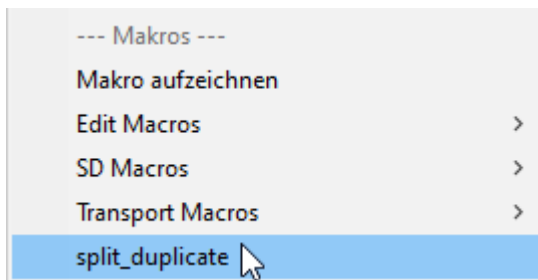 --- Makros ---
Makro aufzeichnen
Edit Macros
SD Macros
Transport Macros
split_duplicate